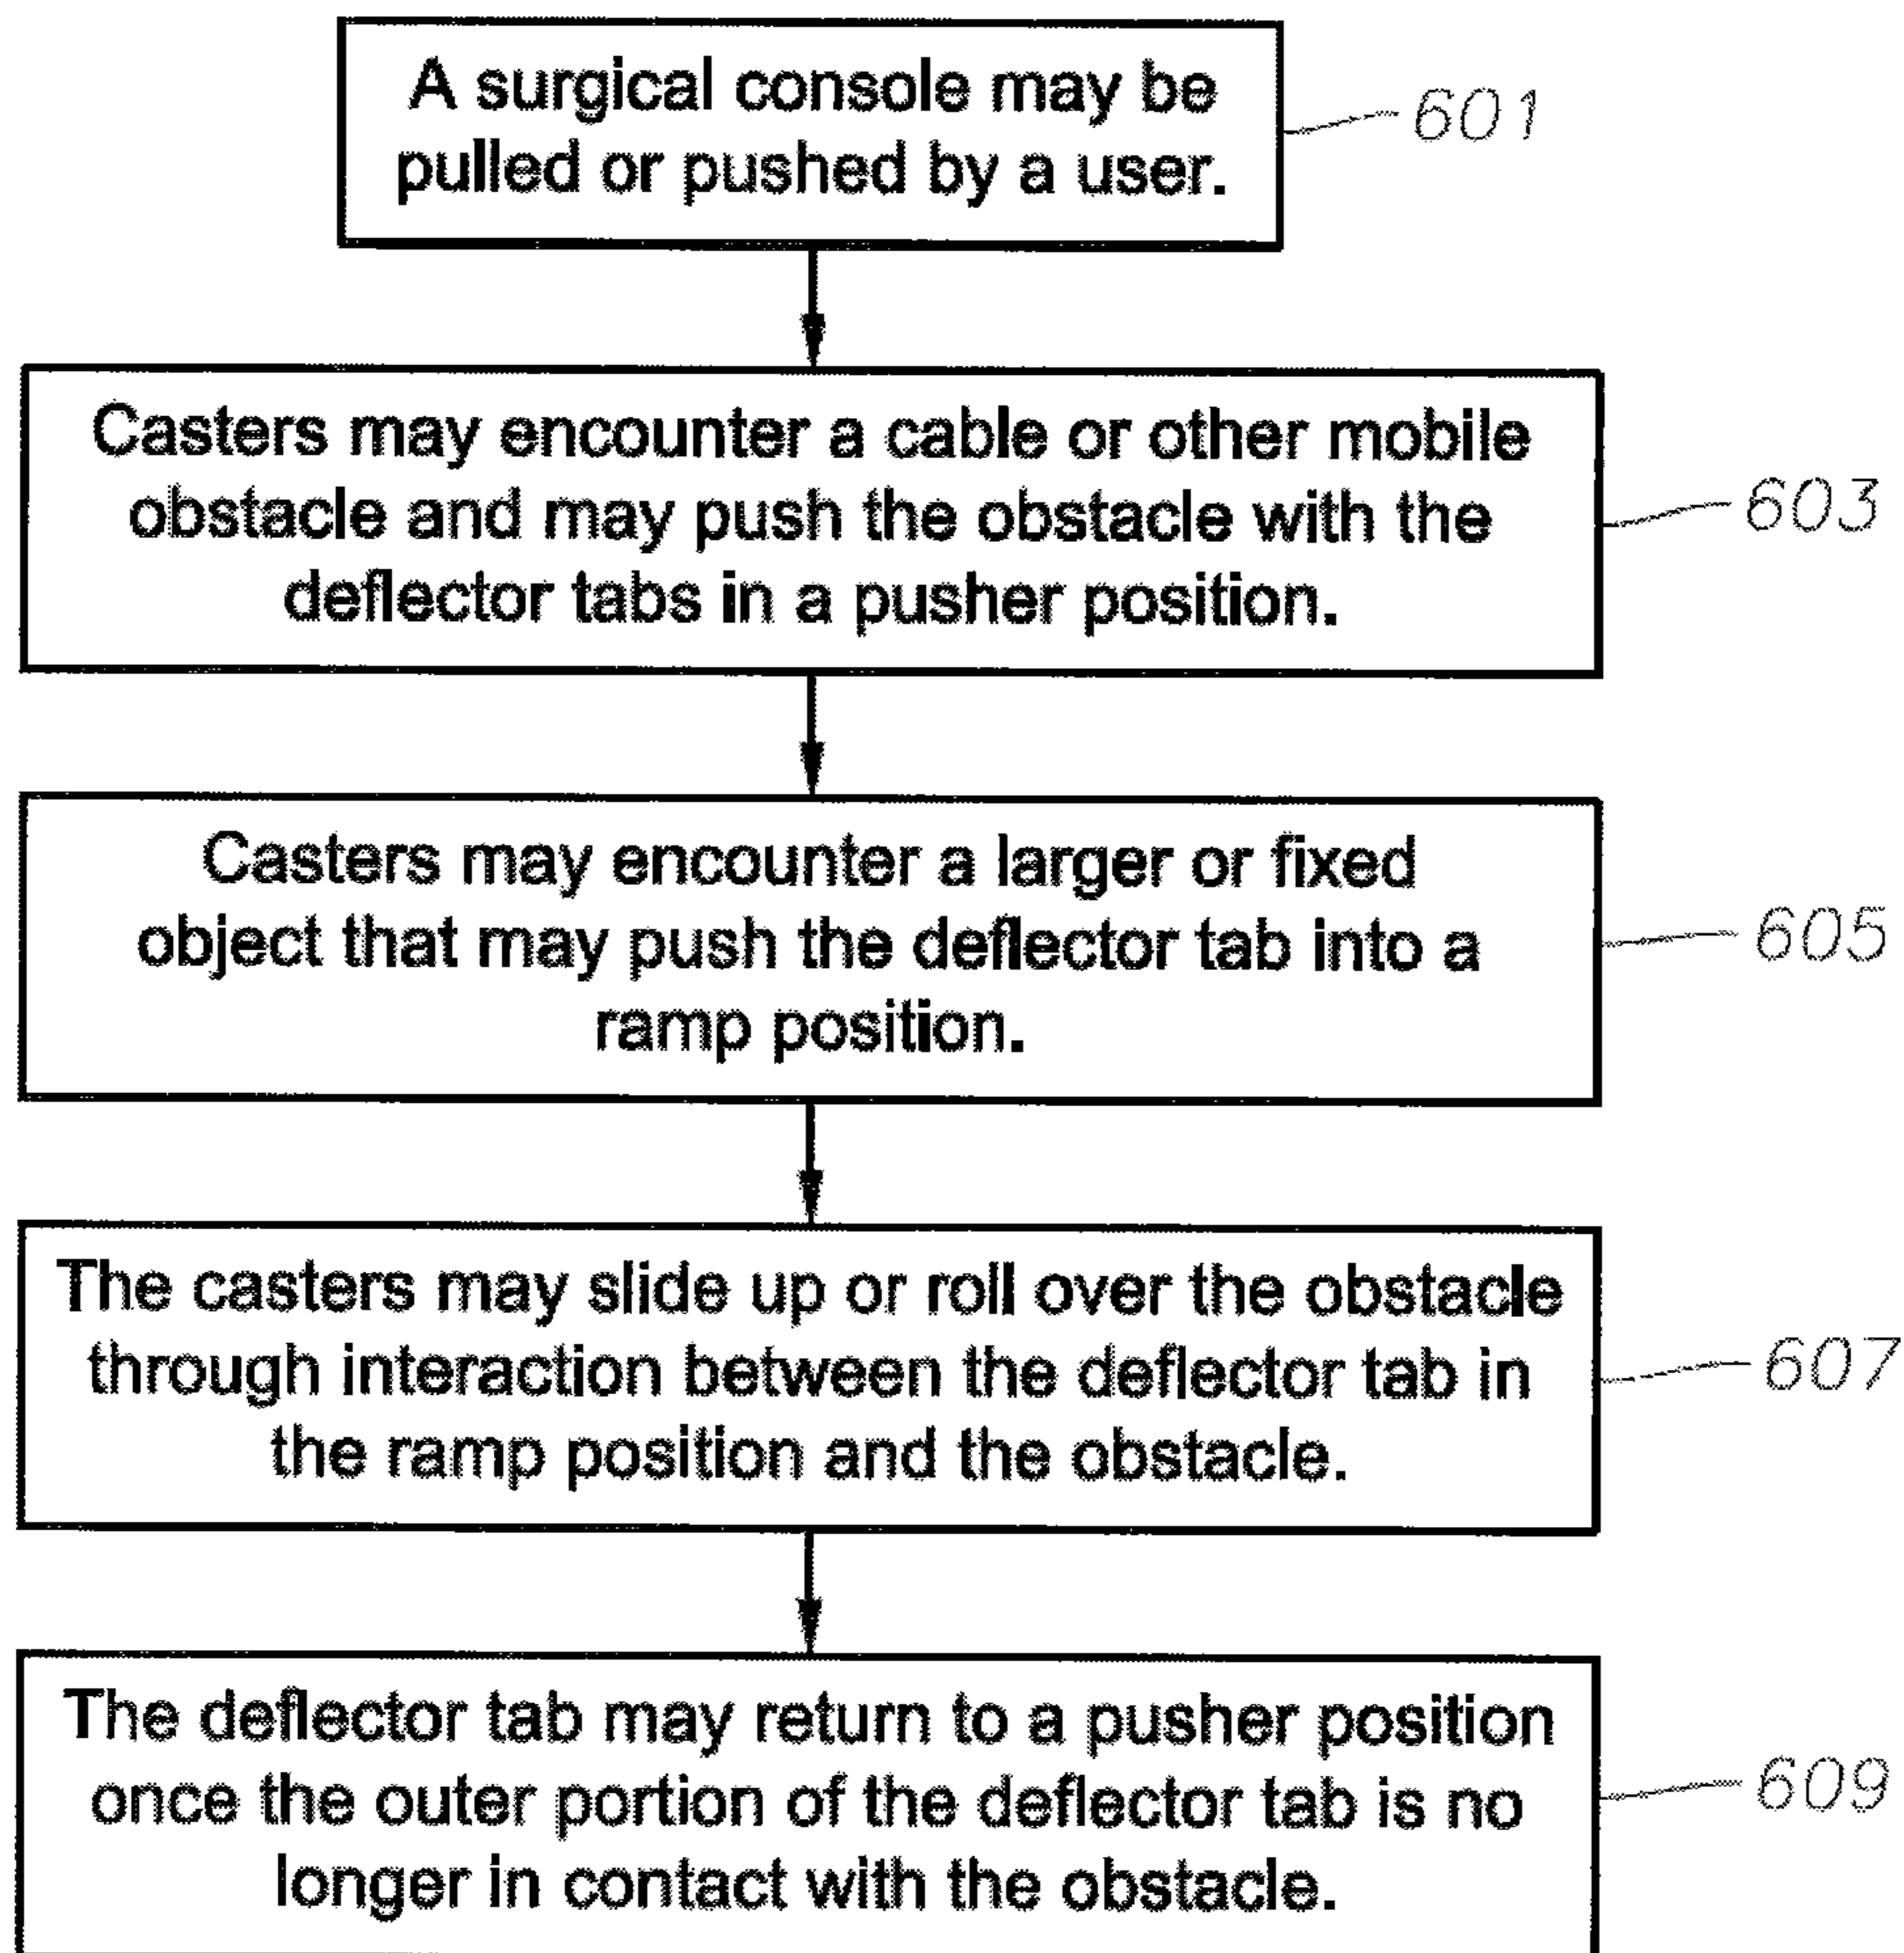 A surgical console may be
pulled or pushed by a user.
601
Casters may encounter a cable or other mobile
obstacle and may push the obstacle with the
deflector tabs in a pusher position.
603
Casters may encounter a larger or fixed
object that may push the deflector tab into a
ramp position.
605
The casters may slide up or roll over the obstacle
through interaction between the deflector tab in
the ramp position and the obstacle.
607
The deflector tab may return to a pusher position
once the outer portion of the deflector tab is no
longer in contact with the obstacle.
609